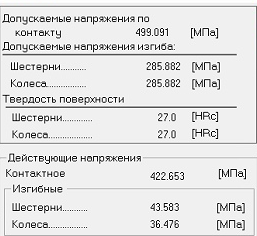 Допускаемые напряжения по
контакту 499.091 [МПа]
Допускаемые напряжения изгиба:
Шестерни........... 285.882 [МПа]
Колеса............... 285.882 [МПа]
Твердость поверхности
Шестерни............. 27.0 [HRc]
Колеса................. 27.0 [HRc]
Действующие напряжения
Контактное 422.653 [МПа]
Изгибные
Шестерни............. 43.583 [МПа]
Колеса................. 36.476 [МПа]